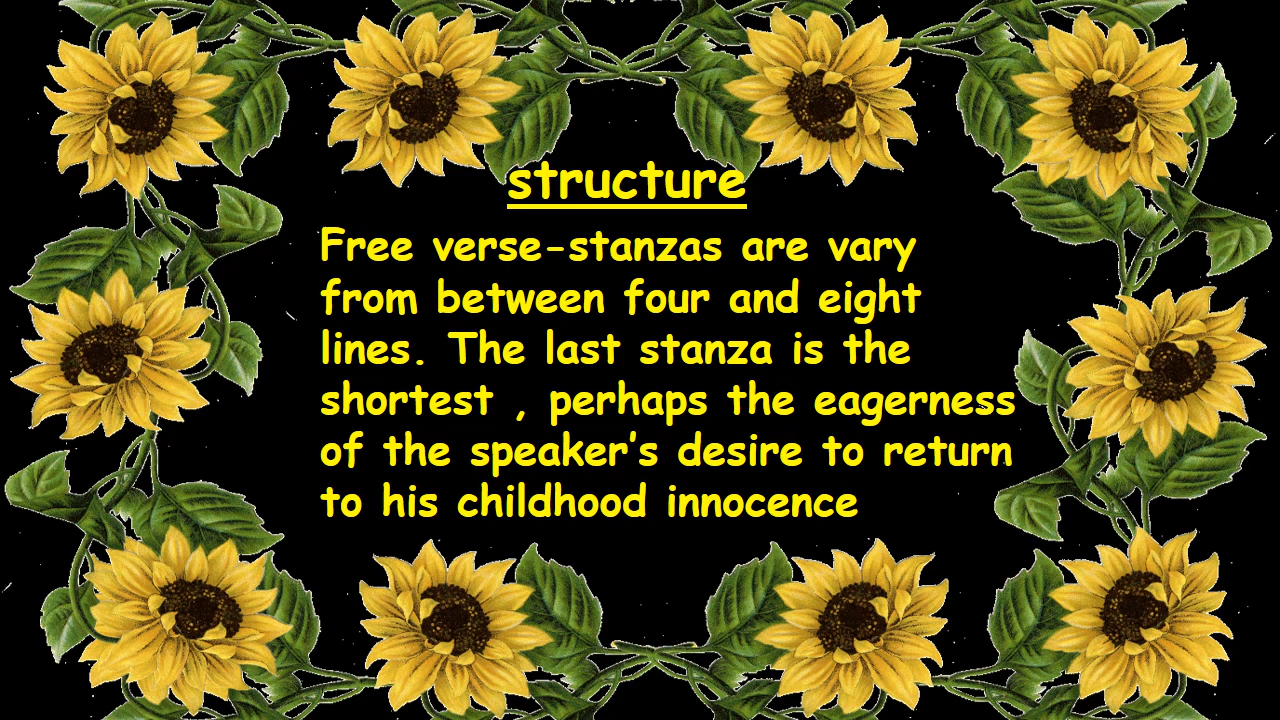 structure
Free verse-stanzas are vary
from between four and eight
lines. The last stanza is the
shortest , perhaps the eagerness
of the speaker's desire to return
to his childhood innocence